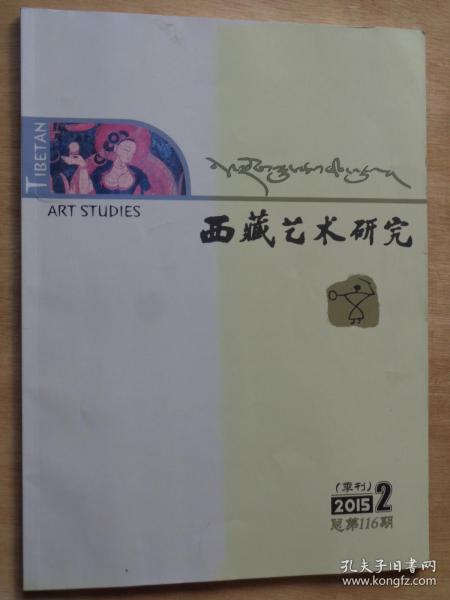 TIBETAN
ART STUDIES
西藏艺术研究
(季刊)
2015 2
总第116期
孔夫子旧书网
www.kongfz.com